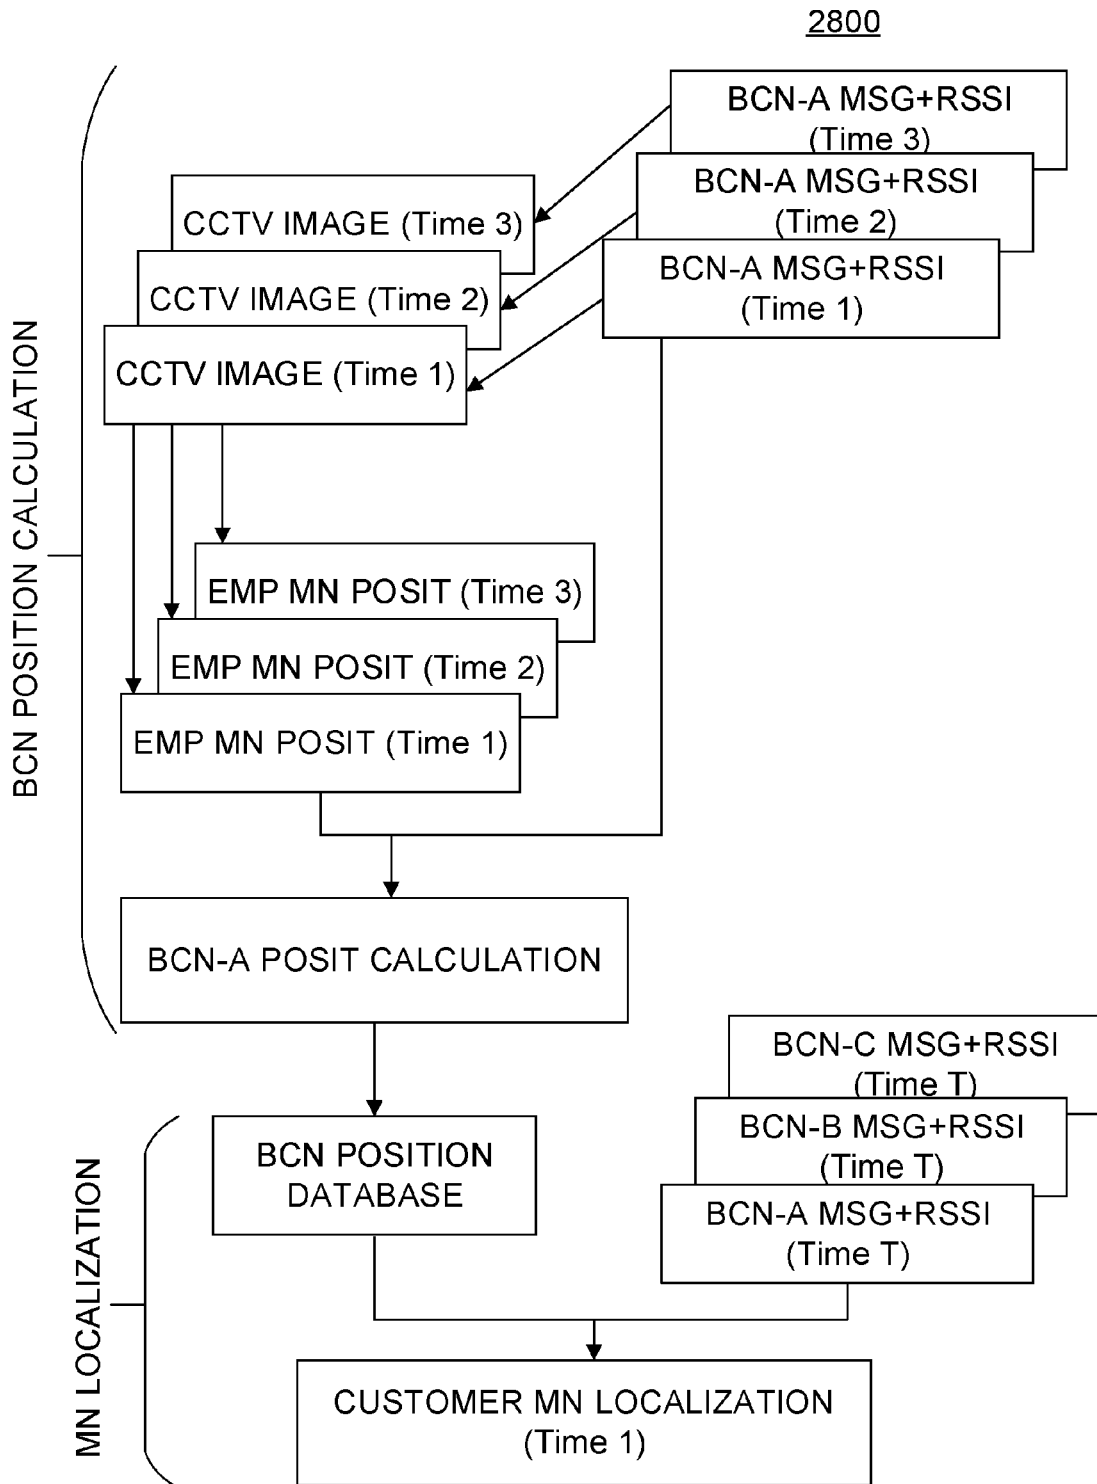 2800
BCN-A MSG+RSSI
(Time 3)
BCN-A MSG+RSSI
(Time 2)
BCN-A MSG+RSSI
(Time 1)
CCTV IMAGE (Time 3)
CCTV IMAGE (Time 2)
CCTV IMAGE (Time 1)
BCN POSITION CALCULATION
EMP MN POSIT (Time 3)
EMP MN POSIT (Time 2)
EMP MN POSIT (Time 1)
BCN-A POSIT CALCULATION
BCN-C MSG+RSSI
(Time T)
BCN-B MSG+RSSI
(Time T)
BCN-A MSG+RSSI
(Time T)
BCN POSITION
DATABASE
MN LOCALIZATION
CUSTOMER MN LOCALIZATION
(Time 1)